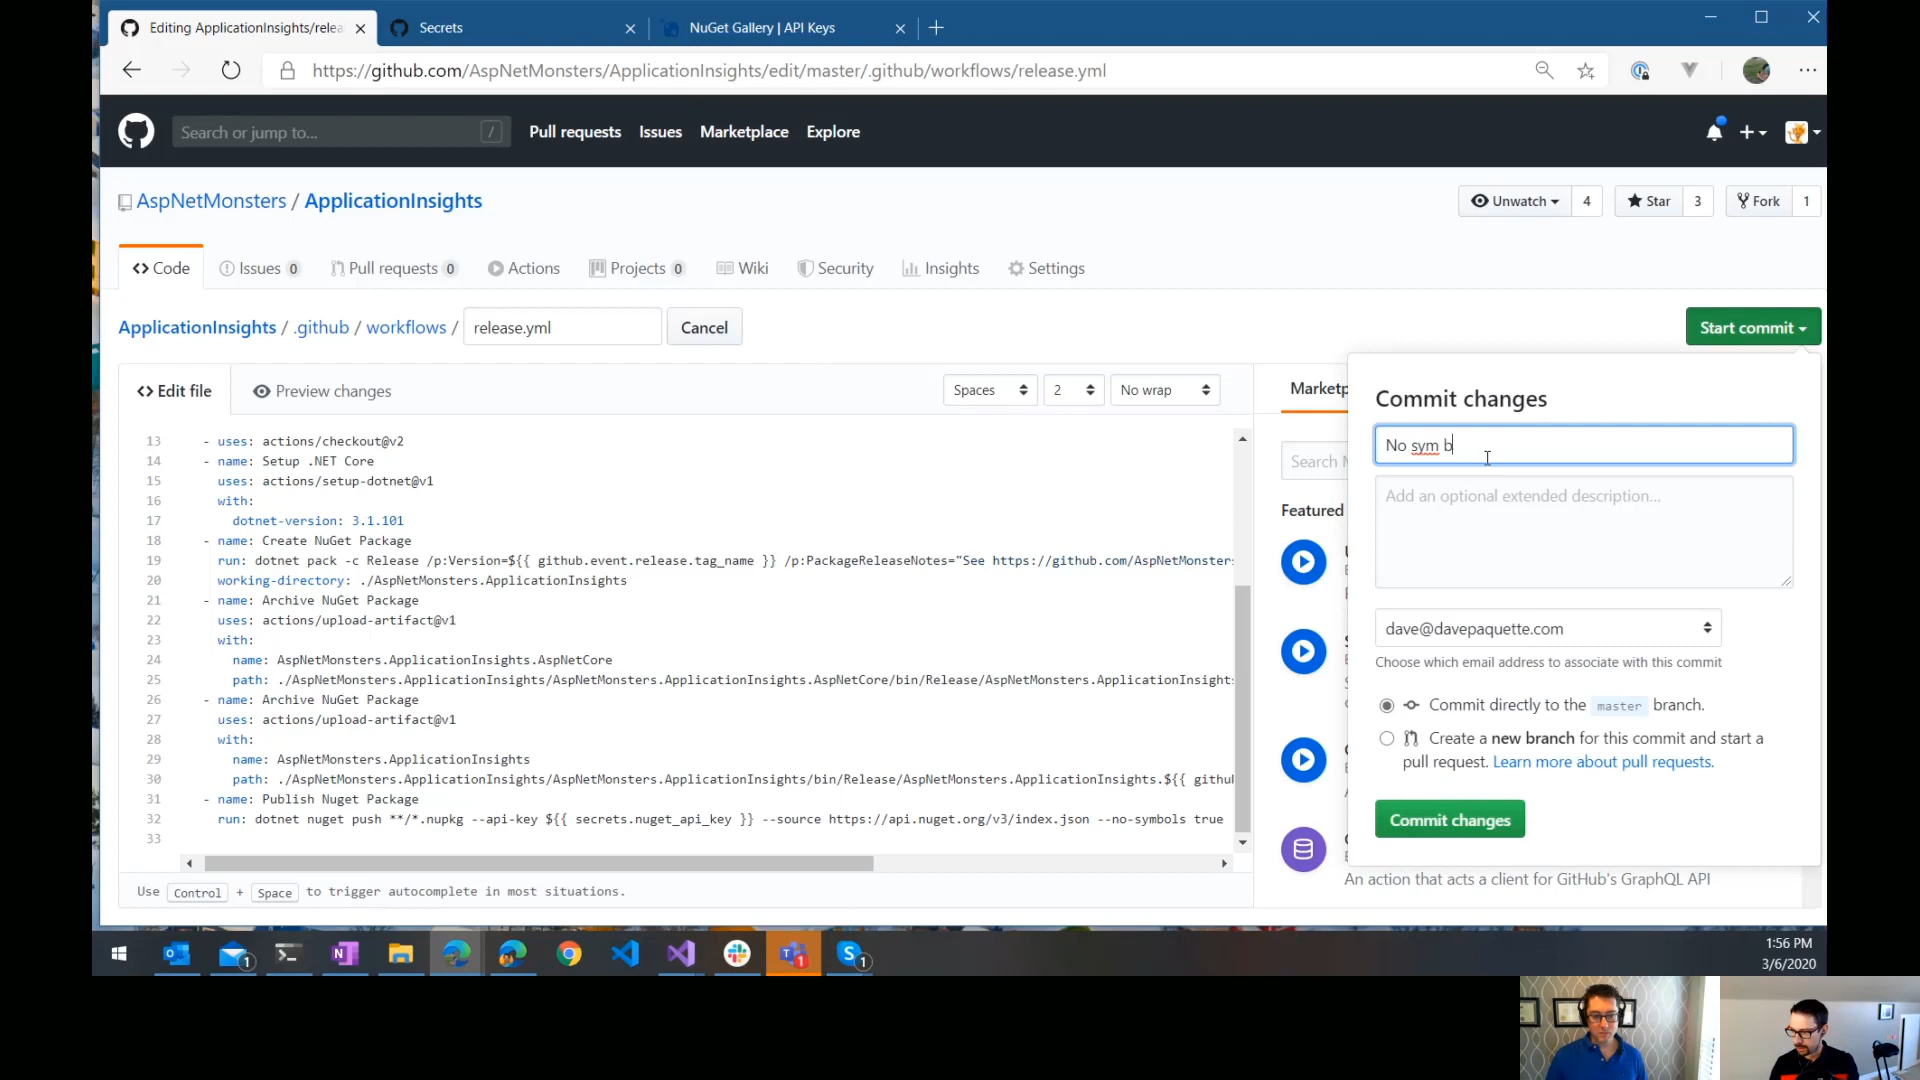 Editing ApplicationInsights/relea
Secrets
NuGet Gallery | API Keys
https://github.com/AspNetMonsters/ApplicationInsights/edit/master/.github/workflows/release.yml
Search or jump to...
/
Pull requests
Issues
Marketplace
Explore
AspNetMonsters / ApplicationInsights
Unwatch 4
Star 3
Fork 1
<> Code
Issues 0
Pull requests 0
Actions
Projects 0
Wiki
Security
Insights
Settings
ApplicationInsights / .github / workflows / release.yml
Cancel
Start commit
<> Edit file
Preview changes
Spaces
2
No wrap
13 - uses: actions/checkout@v2
14 - name: Setup .NET Core
15 uses: actions/setup-dotnet@v1
16 with:
17 dotnet-version: 3.1.101
18 - name: Create NuGet Package
19 run: dotnet pack -c Release /p:Version=${{ github.event.release.tag_name }} /p:PackageReleaseNotes="See https://github.com/AspNetMonsters
20 working-directory: ./AspNetMonsters.ApplicationInsights
21 - name: Archive NuGet Package
22 uses: actions/upload-artifact@v1
23 with:
24 name: AspNetMonsters.ApplicationInsights.AspNetCore
25 path: ./AspNetMonsters.ApplicationInsights/AspNetMonsters.ApplicationInsights.AspNetCore/bin/Release/AspNetMonsters.ApplicationInsights
26 - name: Archive NuGet Package
27 uses: actions/upload-artifact@v1
28 with:
29 name: AspNetMonsters.ApplicationInsights
30 path: ./AspNetMonsters.ApplicationInsights/AspNetMonsters.ApplicationInsights/bin/Release/AspNetMonsters.ApplicationInsights.${{ githu
31 - name: Publish Nuget Package
32 run: dotnet nuget push **/*.nupkg --api-key ${{ secrets.nuget_api_key }} --source https://api.nuget.org/v3/index.json --no-symbols true
33
Use Control + Space to trigger autocomplete in most situations.
Marketp
Search
Featured
An action that acts a client for GitHub's GraphQL API
Commit changes
No sym b
Add an optional extended description...
dave@davepaquette.com
Choose which email address to associate with this commit
Commit directly to the master branch.
Create a new branch for this commit and start a
pull request. Learn more about pull requests.
Commit changes
1
1
1
1:56 PM
3/6/2020